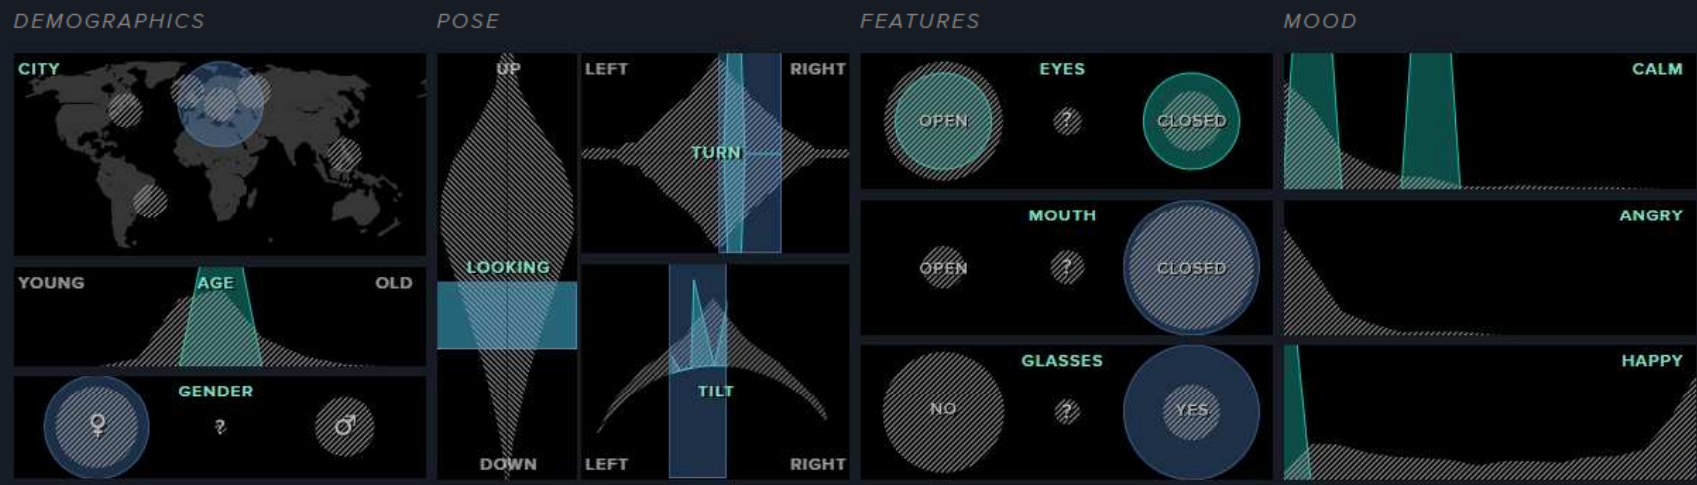 DEMOGRAPHICS
POSE
FEATURES
MOOD
CITY
YOUNG
AGE
OLD
GENDER
♀
?
♂
UP
LOOKING
DOWN
LEFT
RIGHT
TURN
TILT
LEFT
RIGHT
EYES
OPEN
?
CLOSED
MOUTH
OPEN
?
CLOSED
GLASSES
NO
?
YES
CALM
ANGRY
HAPPY